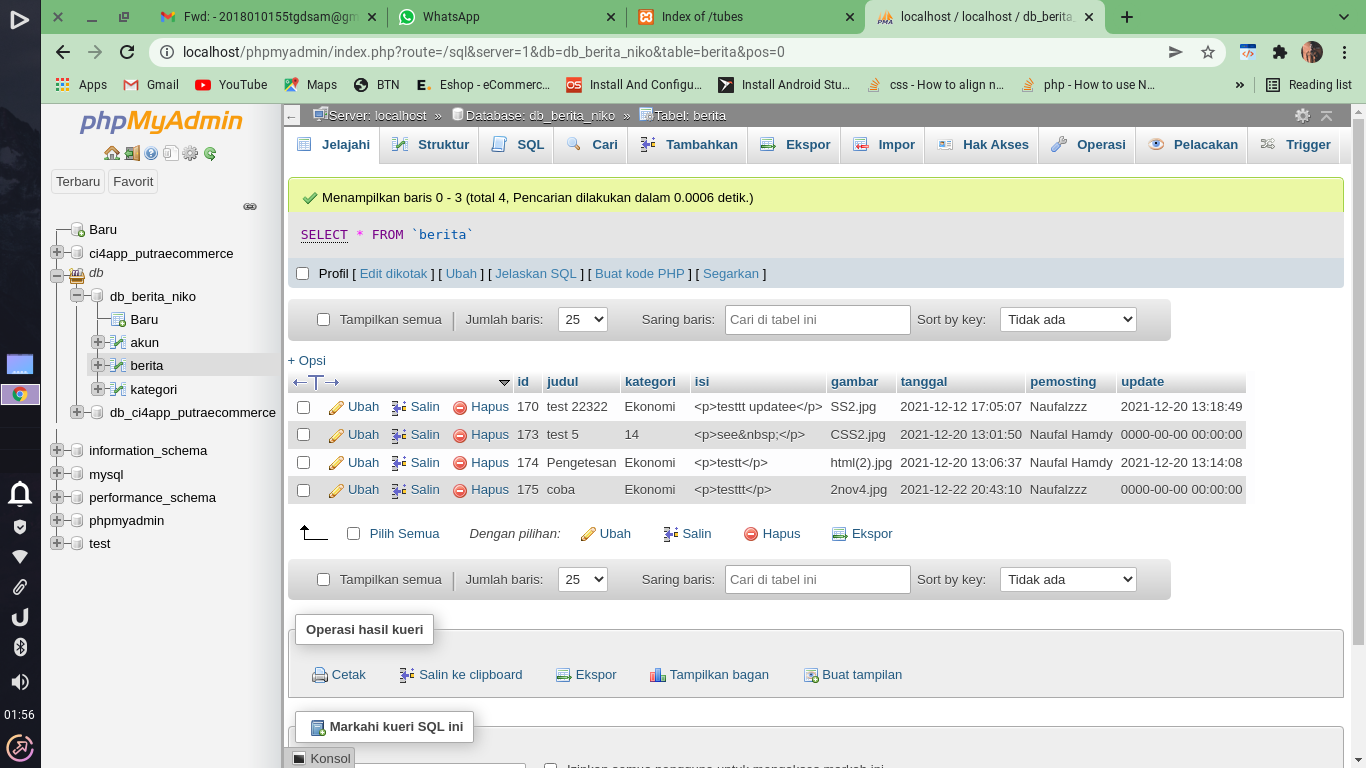 Fwd: - 2018010155tgdsam@gm
WhatsApp
Index of /tubes
localhost / localhost / db_berita_
localhost/phpmyadmin/index.php?route=/sql&server=1&db=db_berita_niko&table=berita&pos=0
Apps Gmail YouTube Maps BTN Eshop - eCommerc... Install And Configu... Install Android Stu... css - How to align n... php - How to use N... » Reading list
phpMyAdmin
Terbaru Favorit
Baru
ci4app_putraecommerce
db
db_berita_niko
Baru
akun
berita
kategori
db_ci4app_putraecommerce
information_schema
mysql
performance_schema
phpmyadmin
test
01:56
Server: localhost » Database: db_berita_niko » Tabel: berita
Jelajahi Struktur SQL Cari Tambahkan Ekspor Impor Hak Akses Operasi Pelacakan Trigger
Menampilkan baris 0 - 3 (total 4, Pencarian dilakukan dalam 0.0006 detik.)
SELECT * FROM `berita`
Profil [ Edit dikotak ] [ Ubah ] [ Jelaskan SQL ] [ Buat kode PHP ] [ Segarkan ]
Tampilkan semua | Jumlah baris: 25 Saring baris: Cari di tabel ini Sort by key: Tidak ada
+ Opsi
←T→ id judul kategori isi gambar tanggal pemosting update
Ubah Salin Hapus 170 test 22322 Ekonomi <p>testtt updatee</p> SS2.jpg 2021-12-12 17:05:07 Naufalzzz 2021-12-20 13:18:49
Ubah Salin Hapus 173 test 5 14 <p>see&nbsp;</p> CSS2.jpg 2021-12-20 13:01:50 Naufal Hamdy 0000-00-00 00:00:00
Ubah Salin Hapus 174 Pengetesan Ekonomi <p>testt</p> html(2).jpg 2021-12-20 13:06:37 Naufal Hamdy 2021-12-20 13:14:08
Ubah Salin Hapus 175 coba Ekonomi <p>testtt</p> 2nov4.jpg 2021-12-22 20:43:10 Naufalzzz 0000-00-00 00:00:00
Pilih Semua Dengan pilihan: Ubah Salin Hapus Ekspor
Tampilkan semua | Jumlah baris: 25 Saring baris: Cari di tabel ini Sort by key: Tidak ada
Operasi hasil kueri
Cetak Salin ke clipboard Ekspor Tampilkan bagan Buat tampilan
Markahi kueri SQL ini
Konsol
Izinkan semua pengguna untuk mengakses markah ini